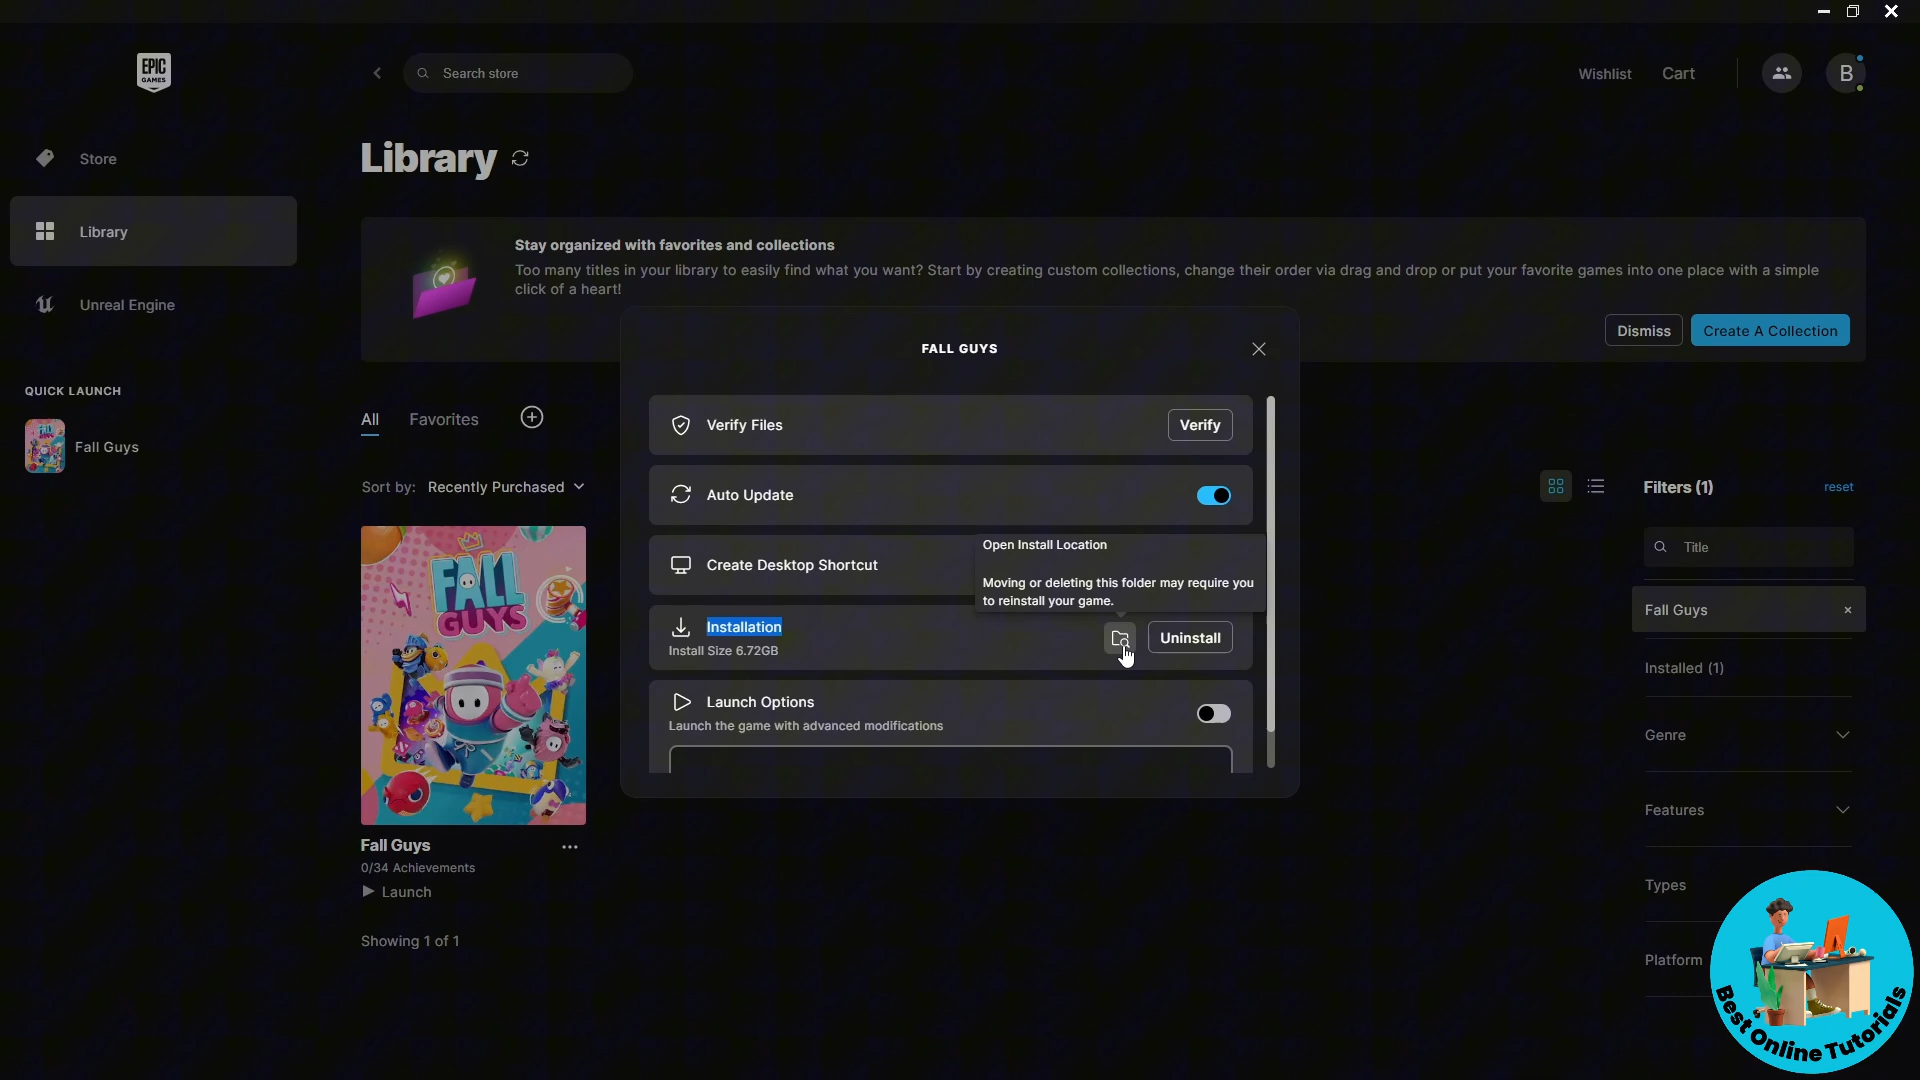 EPIC
GAMES
Search store
Wishlist
Cart
B
Store
Library
Library
Unreal Engine
Stay organized with favorites and collections
Too many titles in your library to easily find what you want? Start by creating custom collections, change their order via drag and drop or put your favorite games into one place with a simple
click of a heart!
Dismiss
Create A Collection
QUICK LAUNCH
Fall Guys
All
Favorites
Sort by: Recently Purchased
FALL GUYS
Verify Files
Verify
Auto Update
Create Desktop Shortcut
Open Install Location
Moving or deleting this folder may require you
to reinstall your game.
Installation
Install Size 6.72GB
Uninstall
Launch Options
Launch the game with advanced modifications
Filters (1)
reset
Title
Fall Guys
Installed (1)
Genre
Features
Types
Platform
FALL
GUYS
Fall Guys
0/34 Achievements
Launch
Showing 1 of 1
Best Online Tutorials